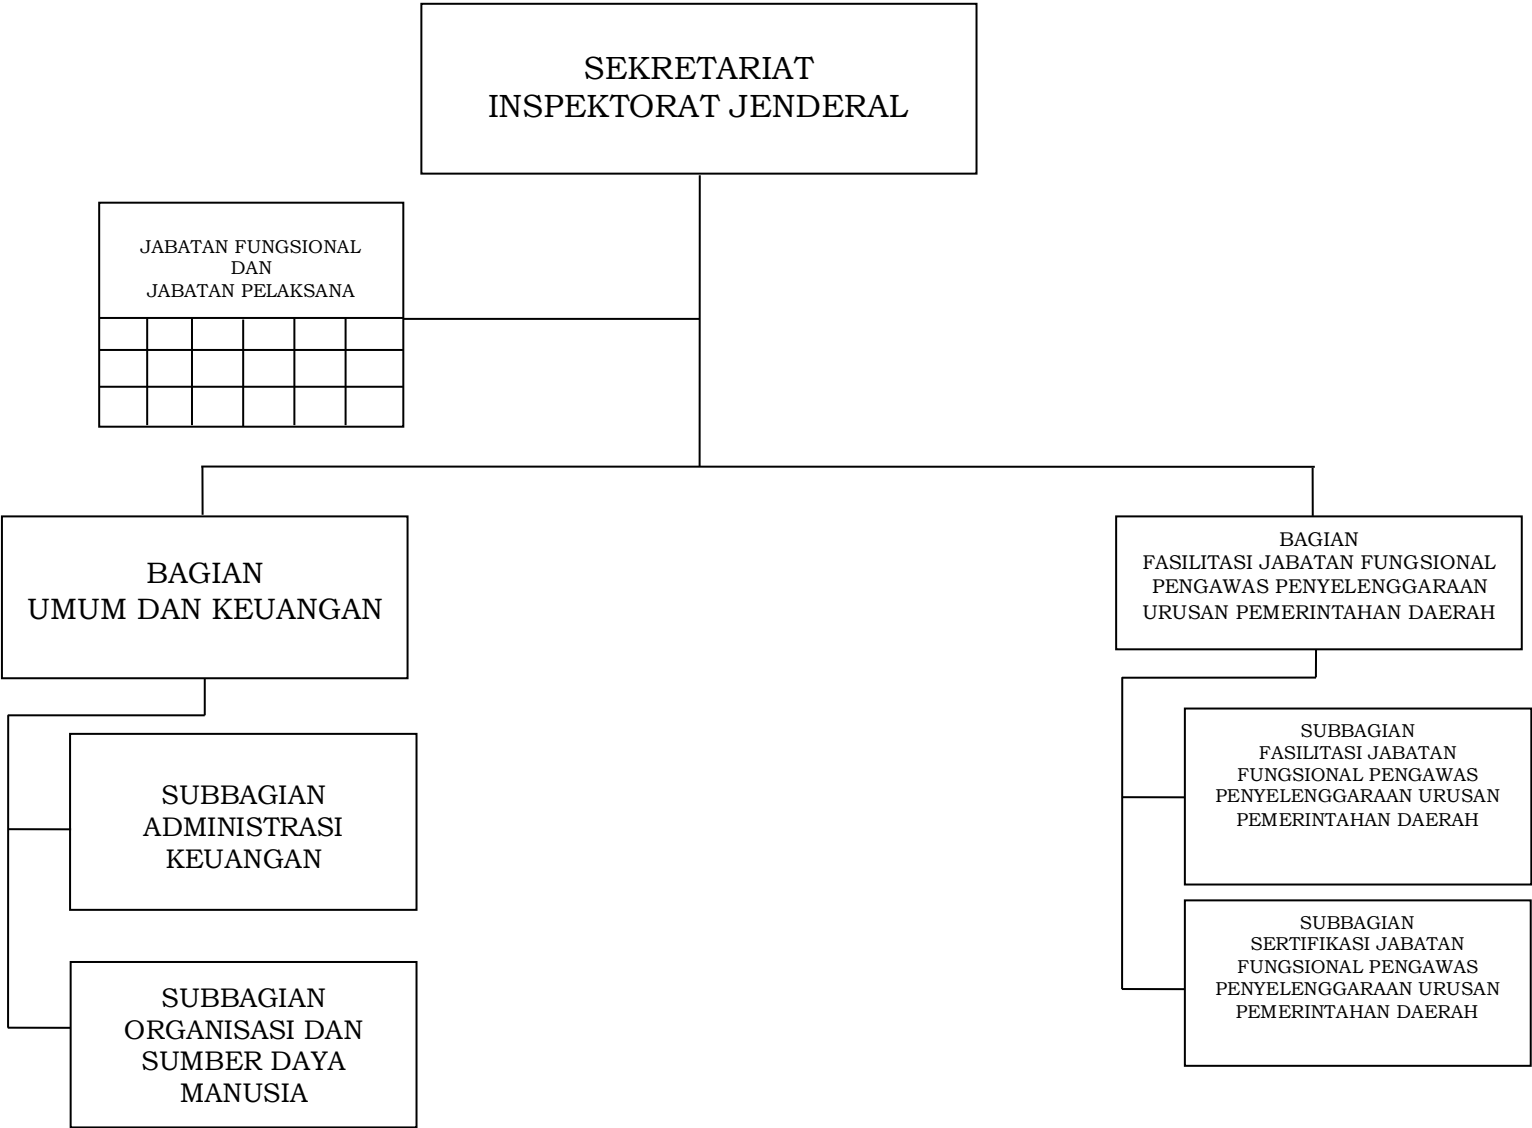 SEKRETARIAT
INSPEKTORAT JENDERAL
JABATAN FUNGSIONAL
DAN
JABATAN PELAKSANA
BAGIAN
UMUM DAN KEUANGAN
SUBBAGIAN
ADMINISTRASI
KEUANGAN
SUBBAGIAN
ORGANISASI DAN
SUMBER DAYA
MANUSIA
BAGIAN
FASILITASI JABATAN FUNGSIONAL
PENGAWAS PENYELENGGARAAN
URUSAN PEMERINTAHAN DAERAH
SUBBAGIAN
FASILITASI JABATAN
FUNGSIONAL PENGAWAS
PENYELENGGARAAN URUSAN
PEMERINTAHAN DAERAH
SUBBAGIAN
SERTIFIKASI JABATAN
FUNGSIONAL PENGAWAS
PENYELENGGARAAN URUSAN
PEMERINTAHAN DAERAH